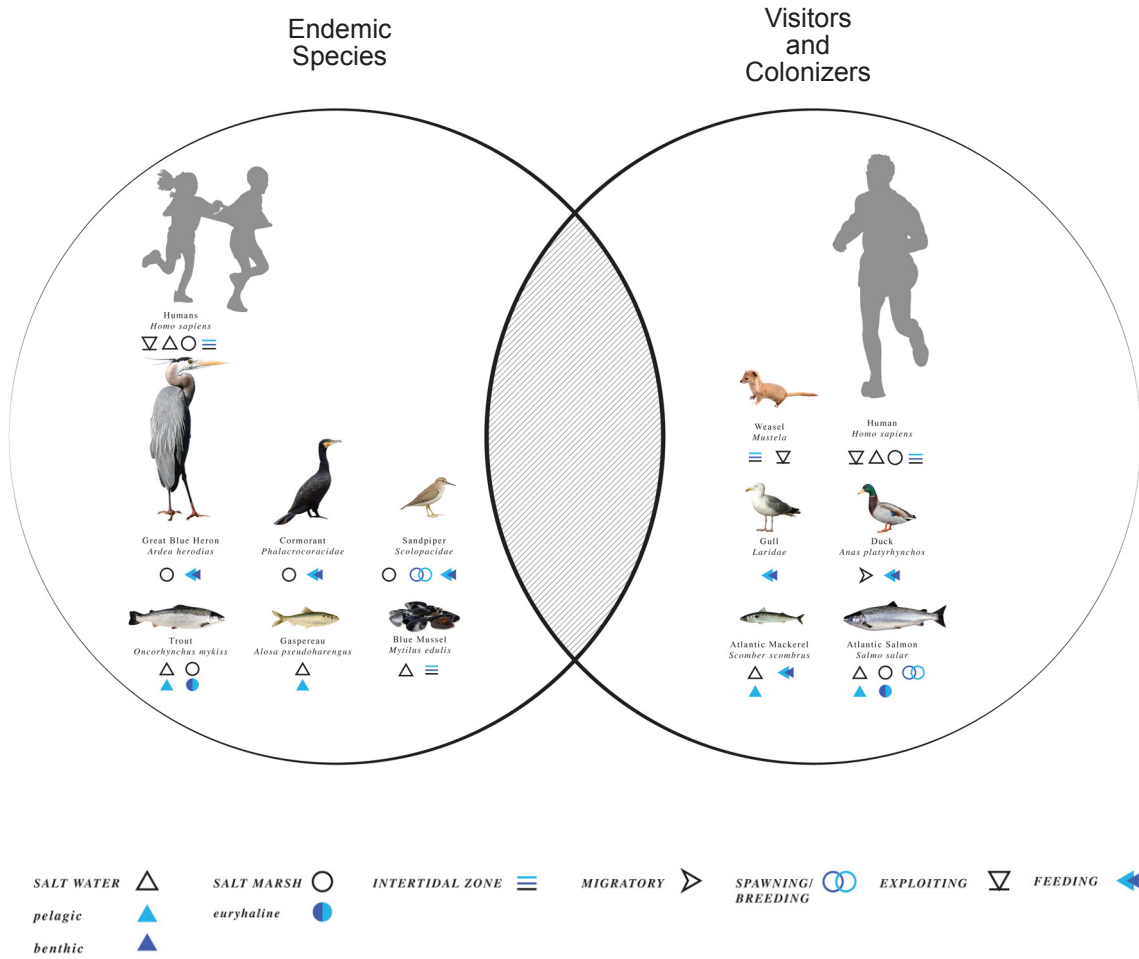 Endemic
Species
Visitors
and
Colonizers
Humans
Homo sapiens
Weasel
Mustela
Human
Homo sapiens
Great Blue Heron
Ardea herodias
Cormorant
Phalacrocoracidae
Sandpiper
Scolopacidae
Gull
Laridae
Duck
Anas platyrhynchos
Trout
Oncorhynchus mykiss
Gaspereau
Alosa pseudoharengus
Blue Mussel
Mytilus edulis
Atlantic Mackerel
Scomber scombrus
Atlantic Salmon
Salmo salar
SALT WATER
pelagic
benthic
SALT MARSH
euryhaline
INTERTIDAL ZONE
MIGRATORY
SPAWNING/
BREEDING
EXPLOITING
FEEDING